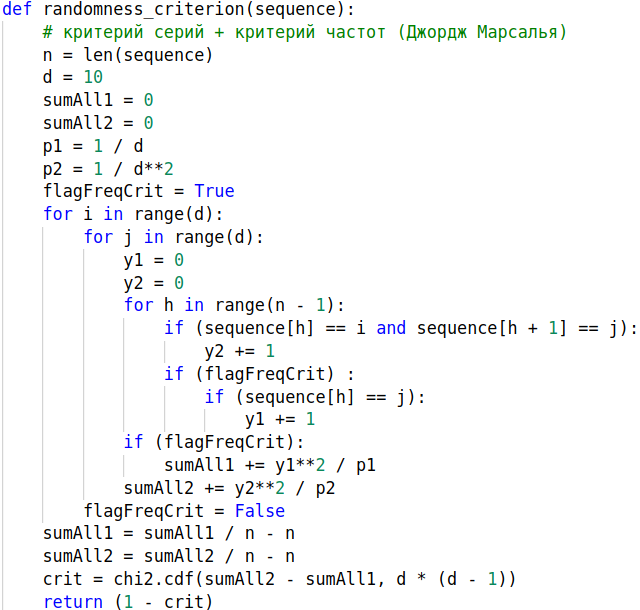 def randomness_criterion(sequence):
    # критерий серий + критерий частот (Джордж Марсалья)
    n = len(sequence)
    d = 10
    sumAll1 = 0
    sumAll2 = 0
    p1 = 1 / d
    p2 = 1 / d**2
    flagFreqCrit = True
    for i in range(d):
        for j in range(d):
            y1 = 0
            y2 = 0
            for h in range(n - 1):
                if (sequence[h] == i and sequence[h + 1] == j):
                    y2 += 1
                if (flagFreqCrit) :
                    if (sequence[h] == j):
                        y1 += 1
            if (flagFreqCrit):
                sumAll1 += y1**2 / p1
            sumAll2 += y2**2 / p2
        flagFreqCrit = False
    sumAll1 = sumAll1 / n - n
    sumAll2 = sumAll2 / n - n
    crit = chi2.cdf(sumAll2 - sumAll1, d * (d - 1))
    return (1 - crit)